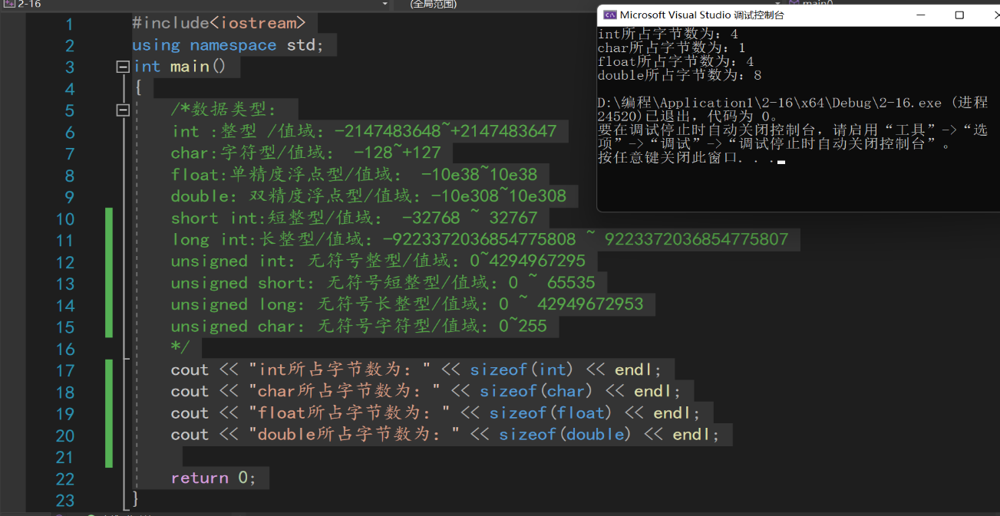 2-16
(全局范围)
main()
1 #include<iostream>
2 using namespace std;
3 int main()
4 {
5 /*数据类型：
6 int :整型 /值域：-2147483648~+2147483647
7 char:字符型/值域： -128~+127
8 float:单精度浮点型/值域： -10e38~10e38
9 double：双精度浮点型/值域：-10e308~10e308
10 short int:短整型/值域： -32768 ~ 32767
11 long int:长整型/值域：-9223372036854775808 ~ 9223372036854775807
12 unsigned int：无符号整型/值域：0~4294967295
13 unsigned short：无符号短整型/值域：0 ~ 65535
14 unsigned long：无符号长整型/值域：0 ~ 42949672953
15 unsigned char：无符号字符型/值域：0~255
16 */
17 cout << "int所占字节数为：" << sizeof(int) << endl;
18 cout << "char所占字节数为：" << sizeof(char) << endl;
19 cout << "float所占字节数为：" << sizeof(float) << endl;
20 cout << "double所占字节数为：" << sizeof(double) << endl;
21
22 return 0;
23 }
Microsoft Visual Studio 调试控制台
int所占字节数为：4
char所占字节数为：1
float所占字节数为：4
double所占字节数为：8
D:\编程\Application1\2-16\x64\Debug\2-16.exe (进程
24520)已退出，代码为 0。
要在调试停止时自动关闭控制台，请启用“工具”->“选
项”->“调试”->“调试停止时自动关闭控制台”。
按任意键关闭此窗口. . .